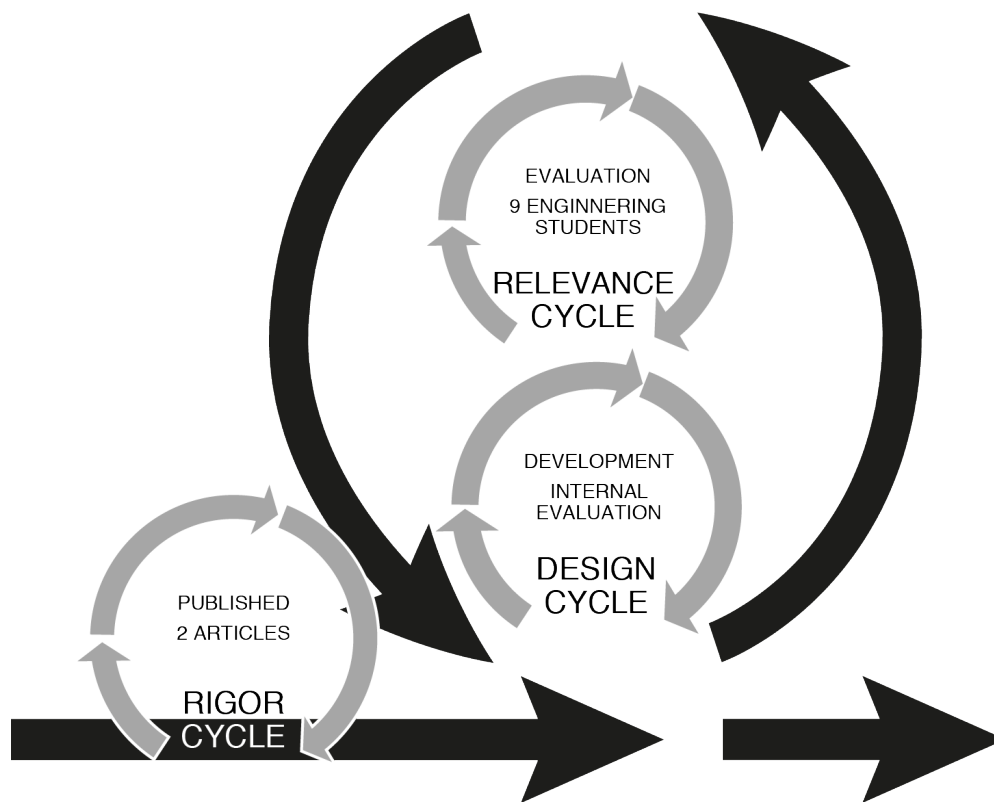 EVALUATION
9 ENGINNERING
STUDENTS
RELEVANCE
CYCLE
DEVELOPMENT
INTERNAL
EVALUATION
DESIGN
CYCLE
PUBLISHED
2 ARTICLES
RIGOR
CYCLE